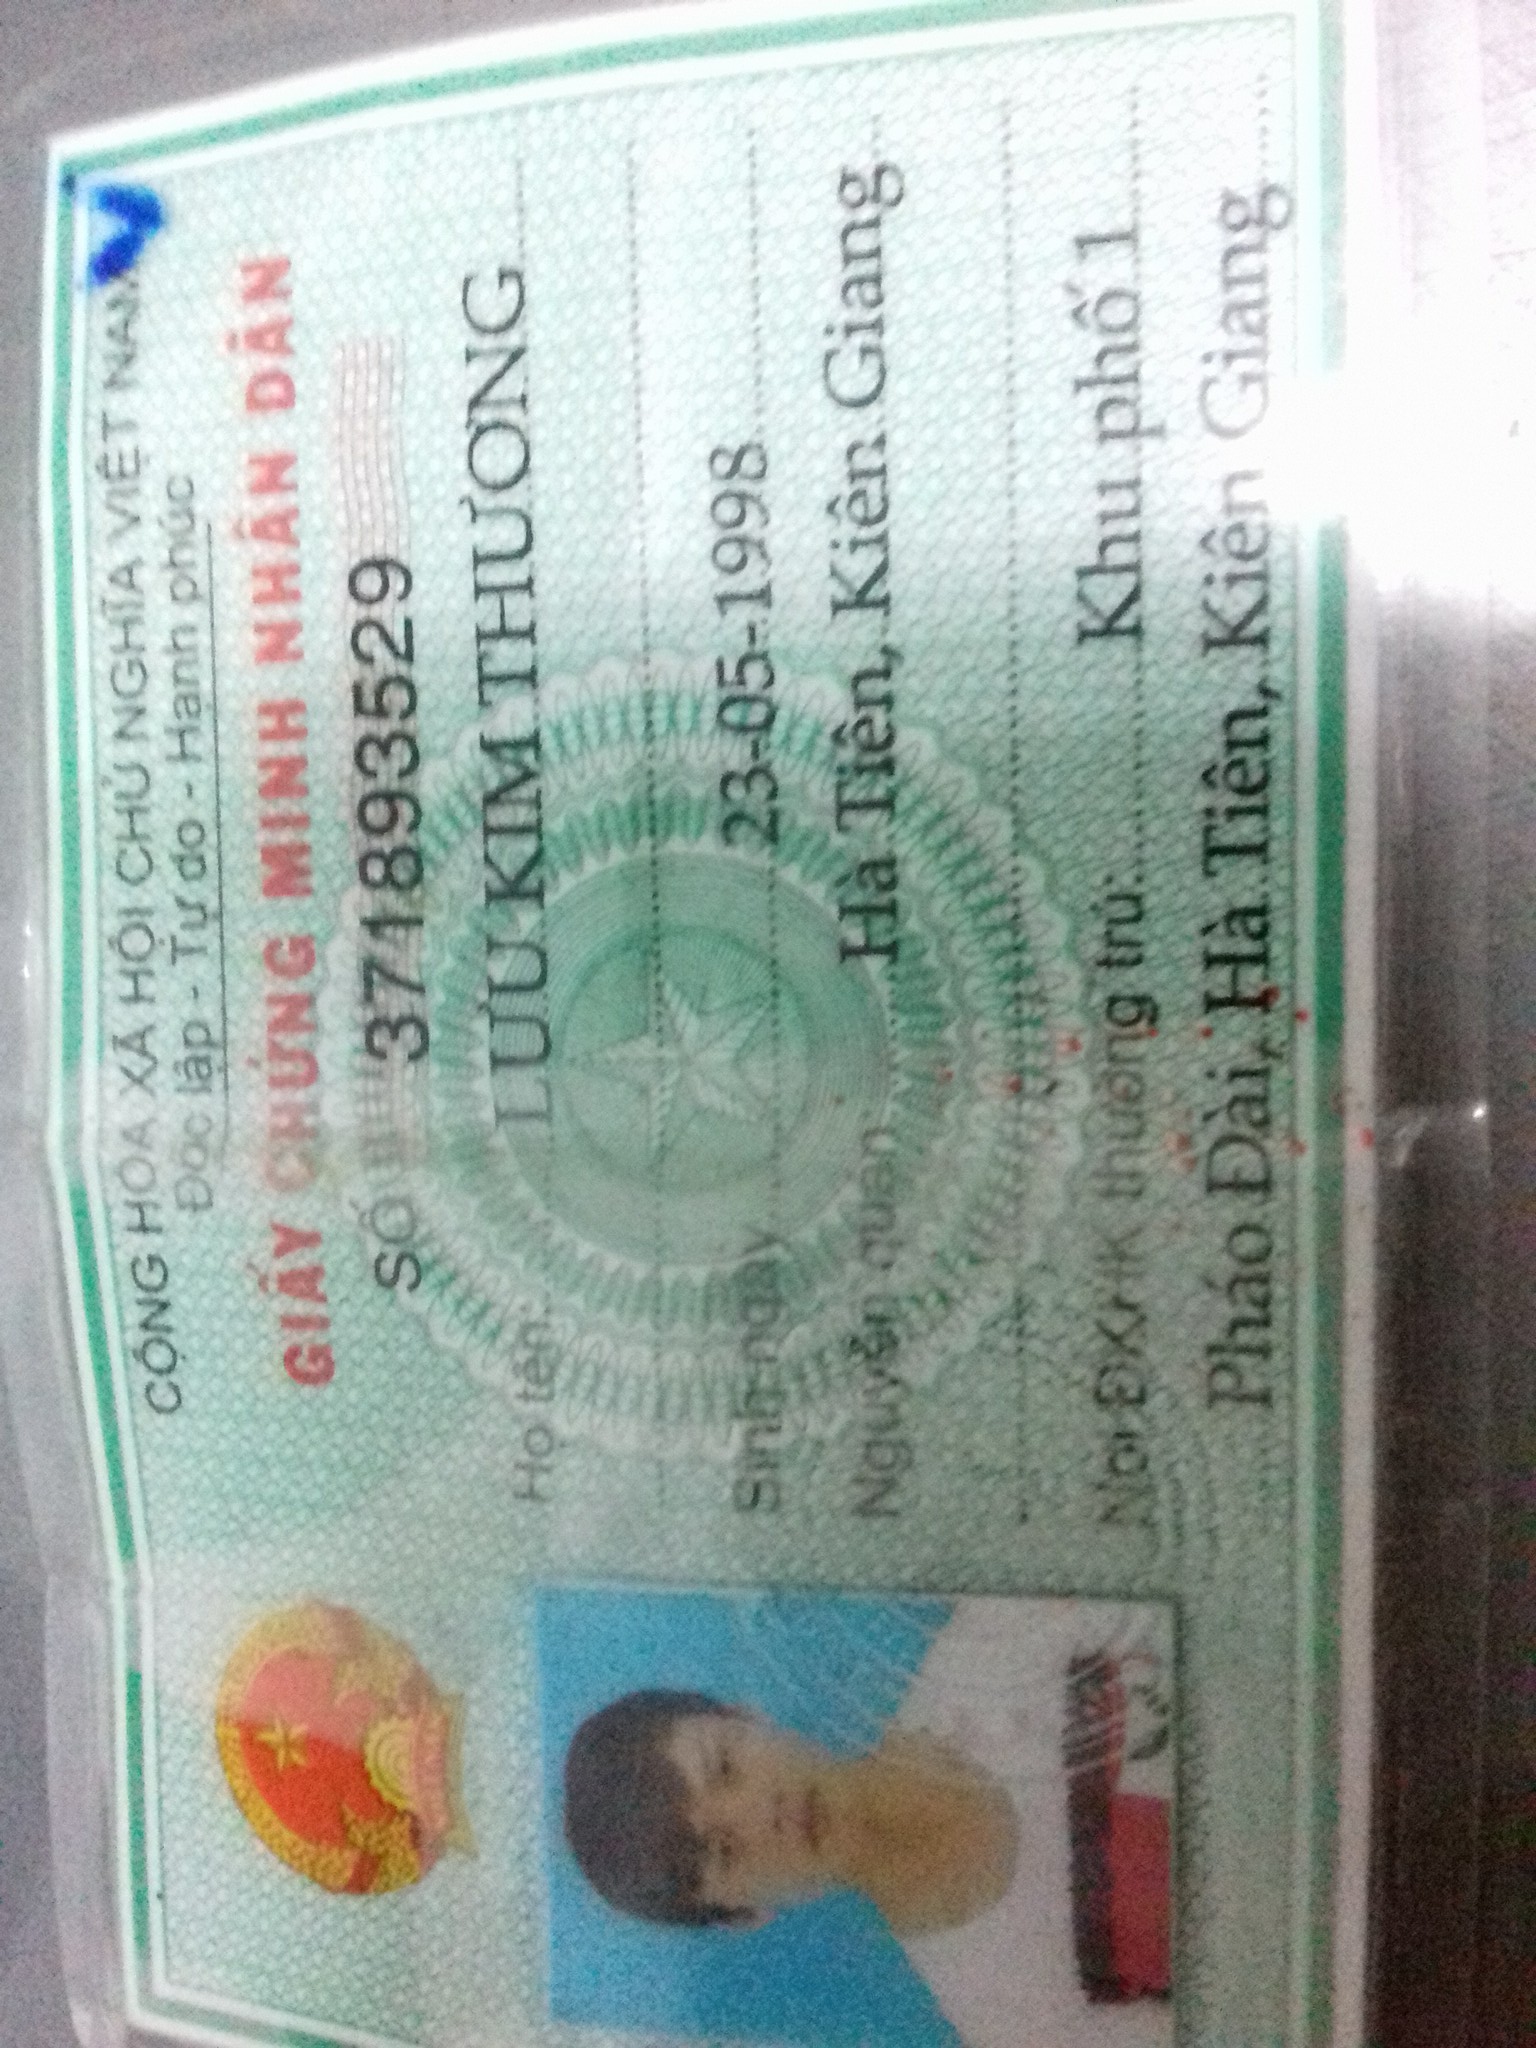 CỘNG HÒA XÃ HỘI CHỦ NGHĨA VIỆT NAM
Độc lập - Tự do - Hạnh phúc
GIẤY CHỨNG MINH NHÂN DÂN
SỐ 371893529
Họ tên: LƯU KIM THƯƠNG
Sinh ngày 23-05-1998
Nguyên quán Hà Tiên, Kiên Giang
Nơi ĐKHK thường trú: Khu phố 1
Pháo Đài, Hà Tiên, Kiên Giang